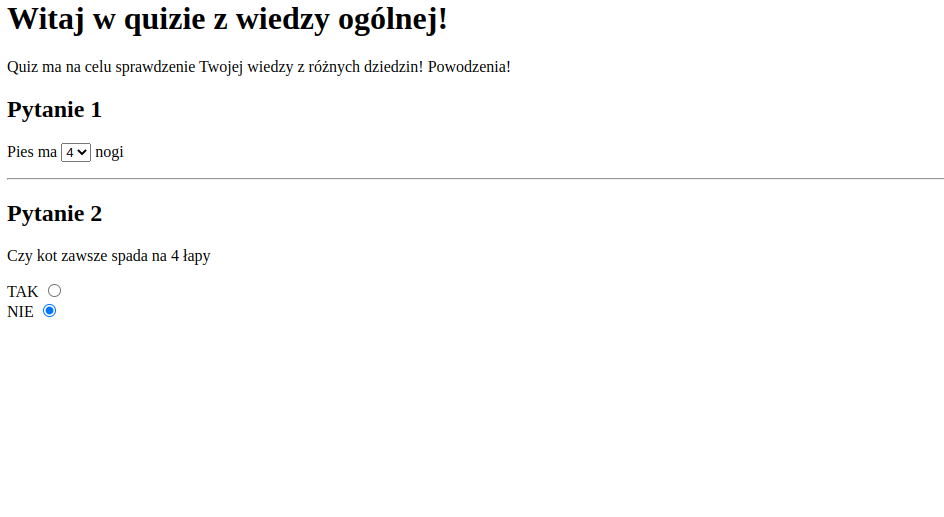 Witaj w quizie z wiedzy ogólnej!
Quiz ma na celu sprawdzenie Twojej wiedzy z różnych dziedzin! Powodzenia!
Pytanie 1
Pies ma 4 nogi
Pytanie 2
Czy kot zawsze spada na 4 łapy
TAK
NIE